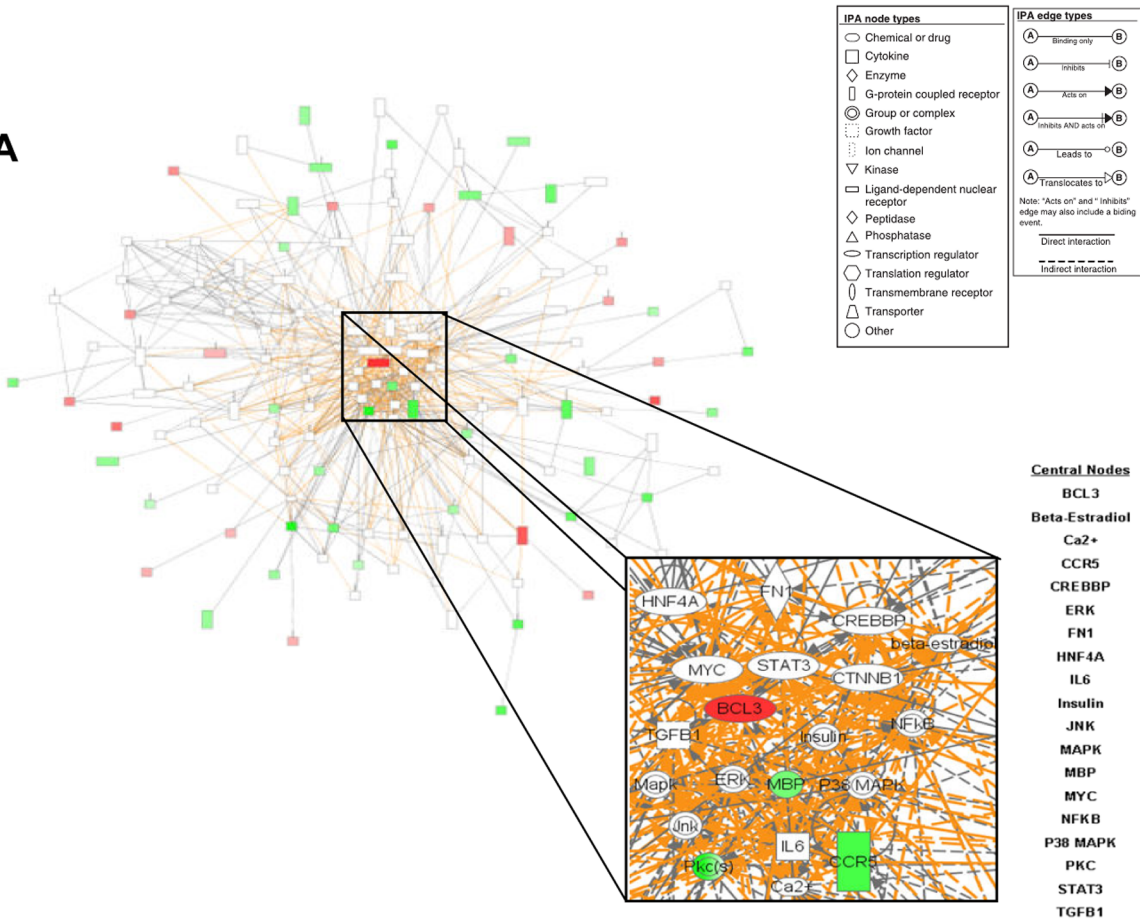 A
IPA node types
Chemical or drug
Cytokine
Enzyme
G-protein coupled receptor
Group or complex
Growth factor
Ion channel
Kinase
Ligand-dependent nuclear
receptor
Peptidase
Phosphatase
Transcription regulator
Translation regulator
Transmembrane receptor
Transporter
Other
IPA edge types
A Binding only B
A Inhibits B
A Acts on B
A Inhibits AND acts on B
A Leads to B
A Translocates to B
Note: "Acts on" and " Inhibits"
edge may also include a biding
event.
Direct interaction
Indirect interaction
HNF4A
FN1
CREBBP
beta-estradiol
MYC
STAT3
CTNNB1
BCL3
TGFB1
Insulin
NFkB
Mapk
ERK
MBP
P38 MAPK
Jnk
IL6
CCR5
Pkc(s)
Ca2+
Central Nodes
BCL3
Beta-Estradiol
Ca2+
CCR5
CREBBP
ERK
FN1
HNF4A
IL6
Insulin
JNK
MAPK
MBP
MYC
NFKB
P38 MAPK
PKC
STAT3
TGFB1